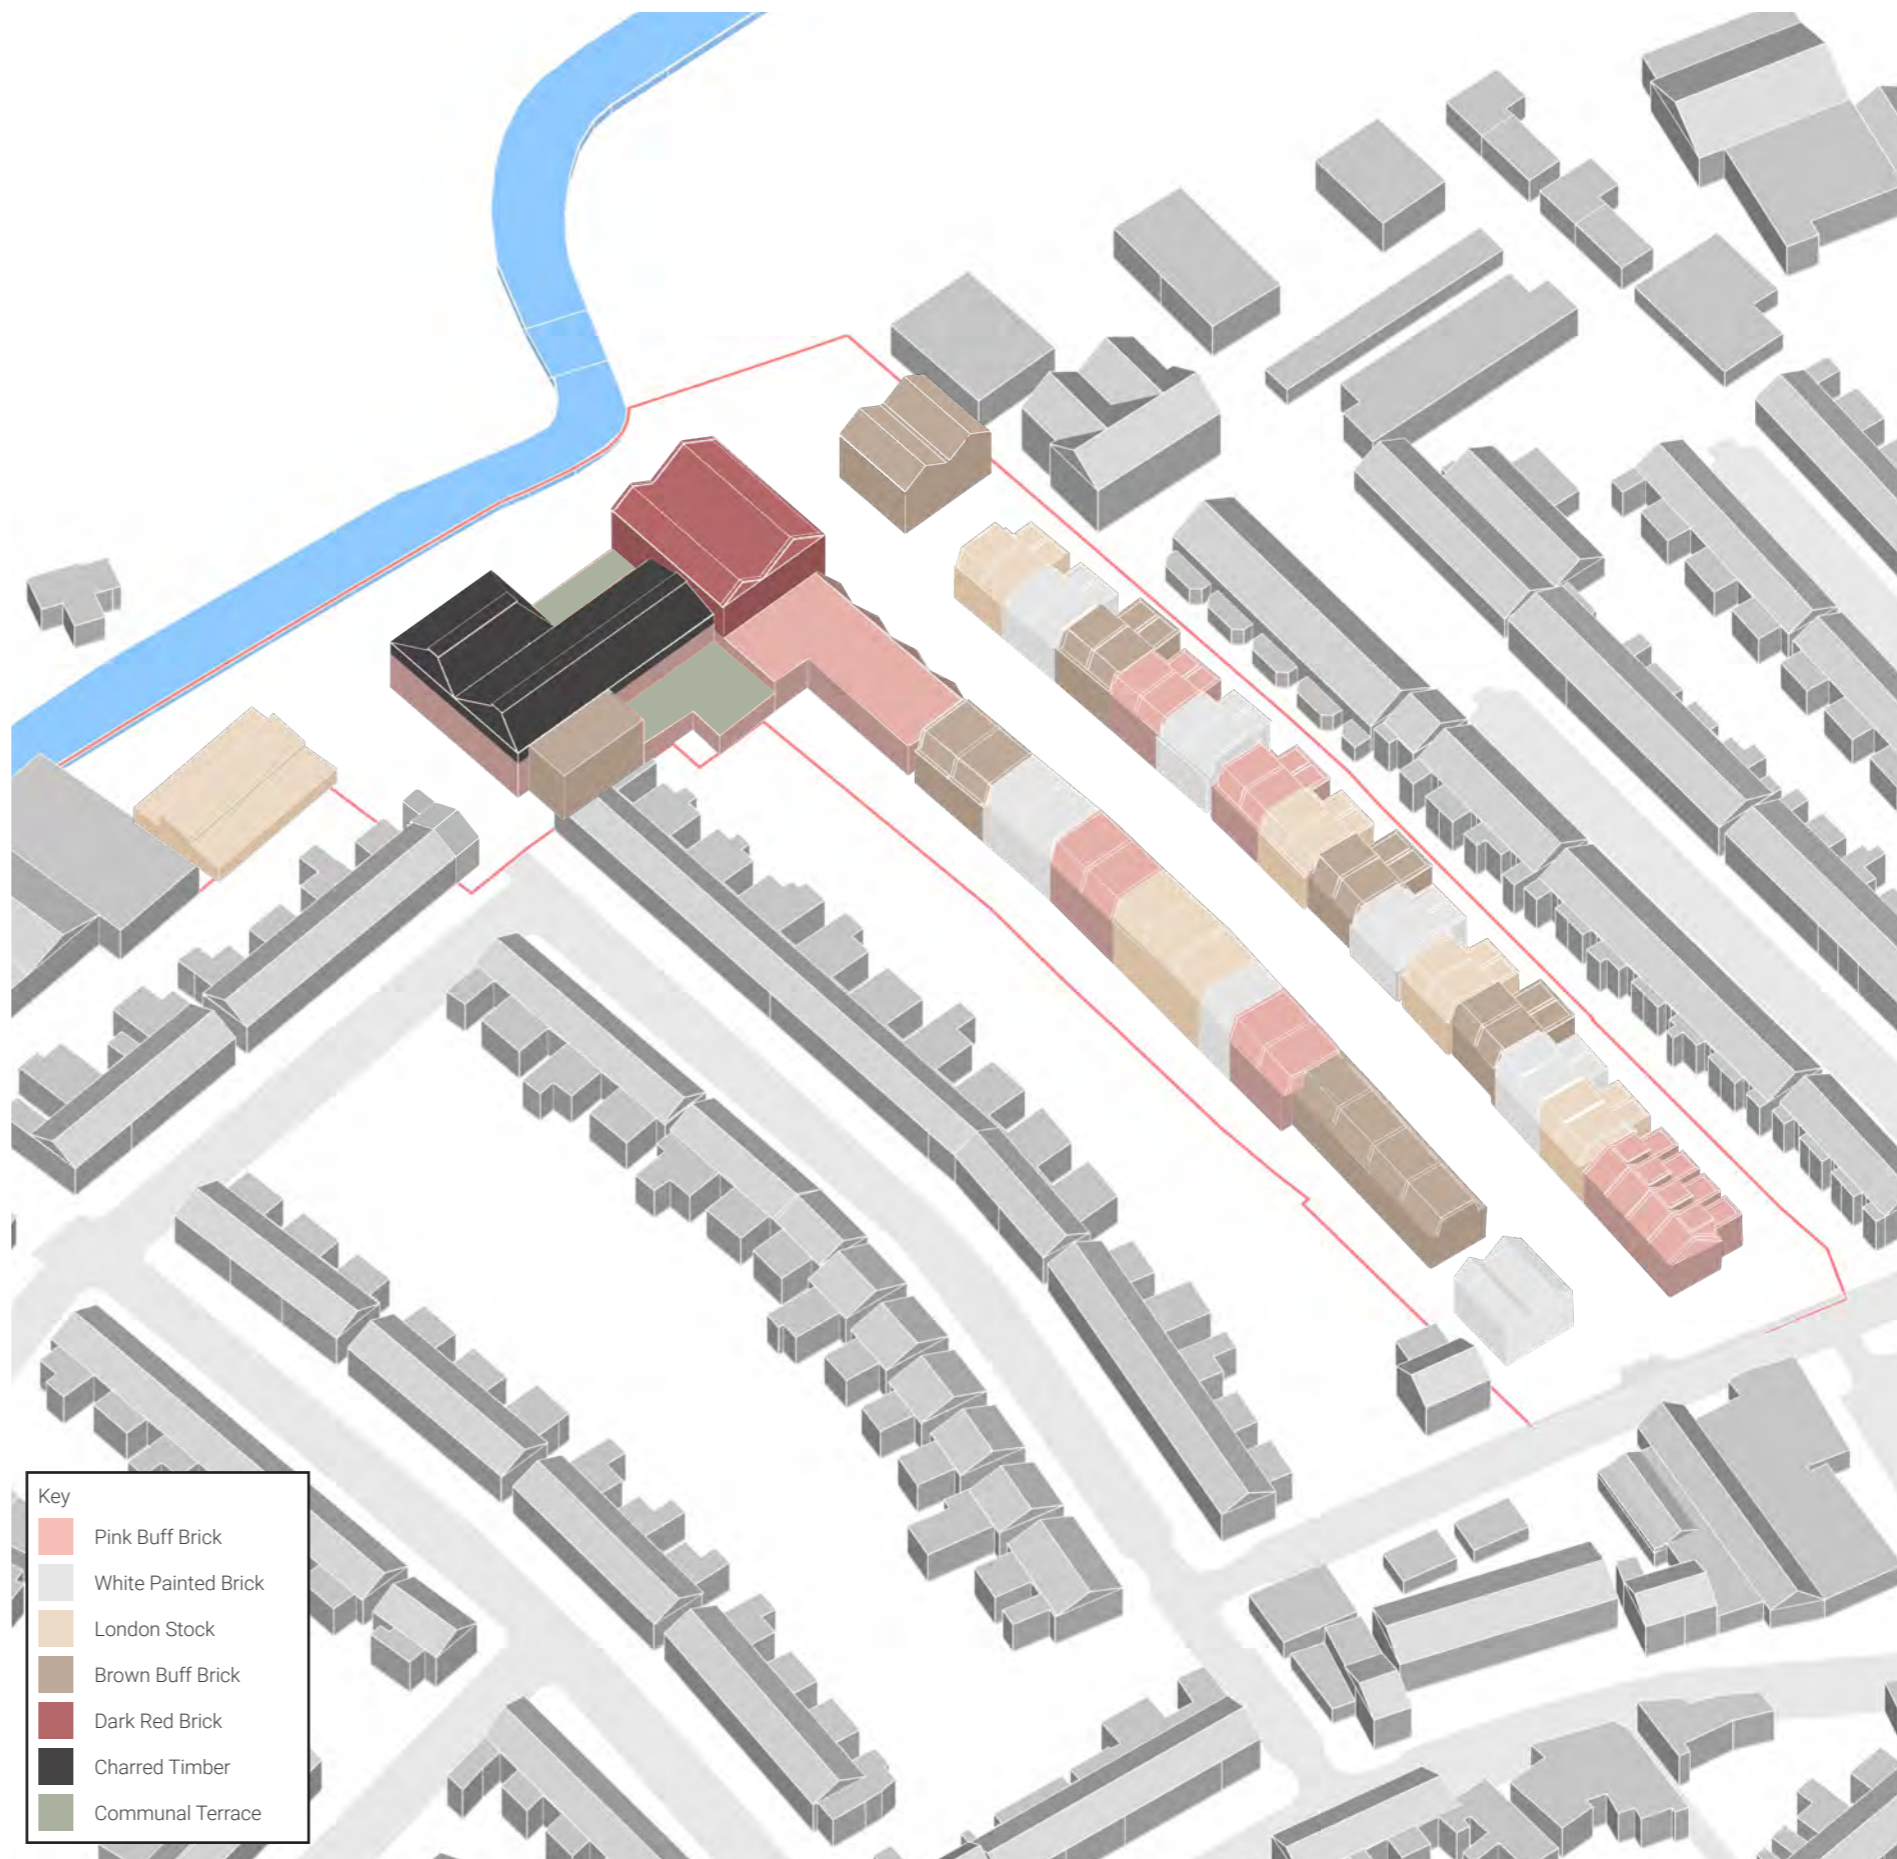 Key
Pink Buff Brick
White Painted Brick
London Stock
Brown Buff Brick
Dark Red Brick
Charred Timber
Communal Terrace